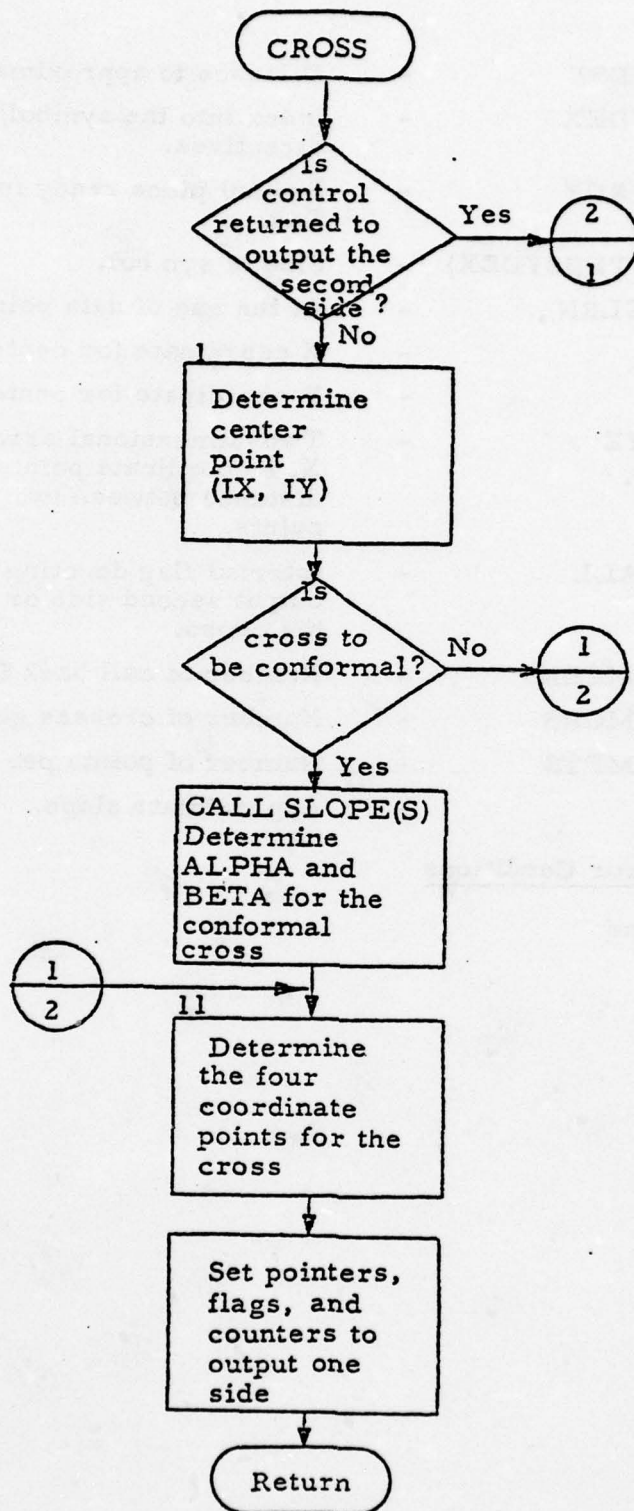 CROSS
Is
control
returned to
output the
second
side ?
Yes
2
1
No
1
Determine
center
point
(IX, IY)
Is
cross to
be conformal?
No
1
2
Yes
CALL SLOPE(S)
Determine
ALPHA and
BETA for the
conformal
cross
1
2
11
Determine
the four
coordinate
points for the
cross
Set pointers,
flags, and
counters to
output one
side
Return